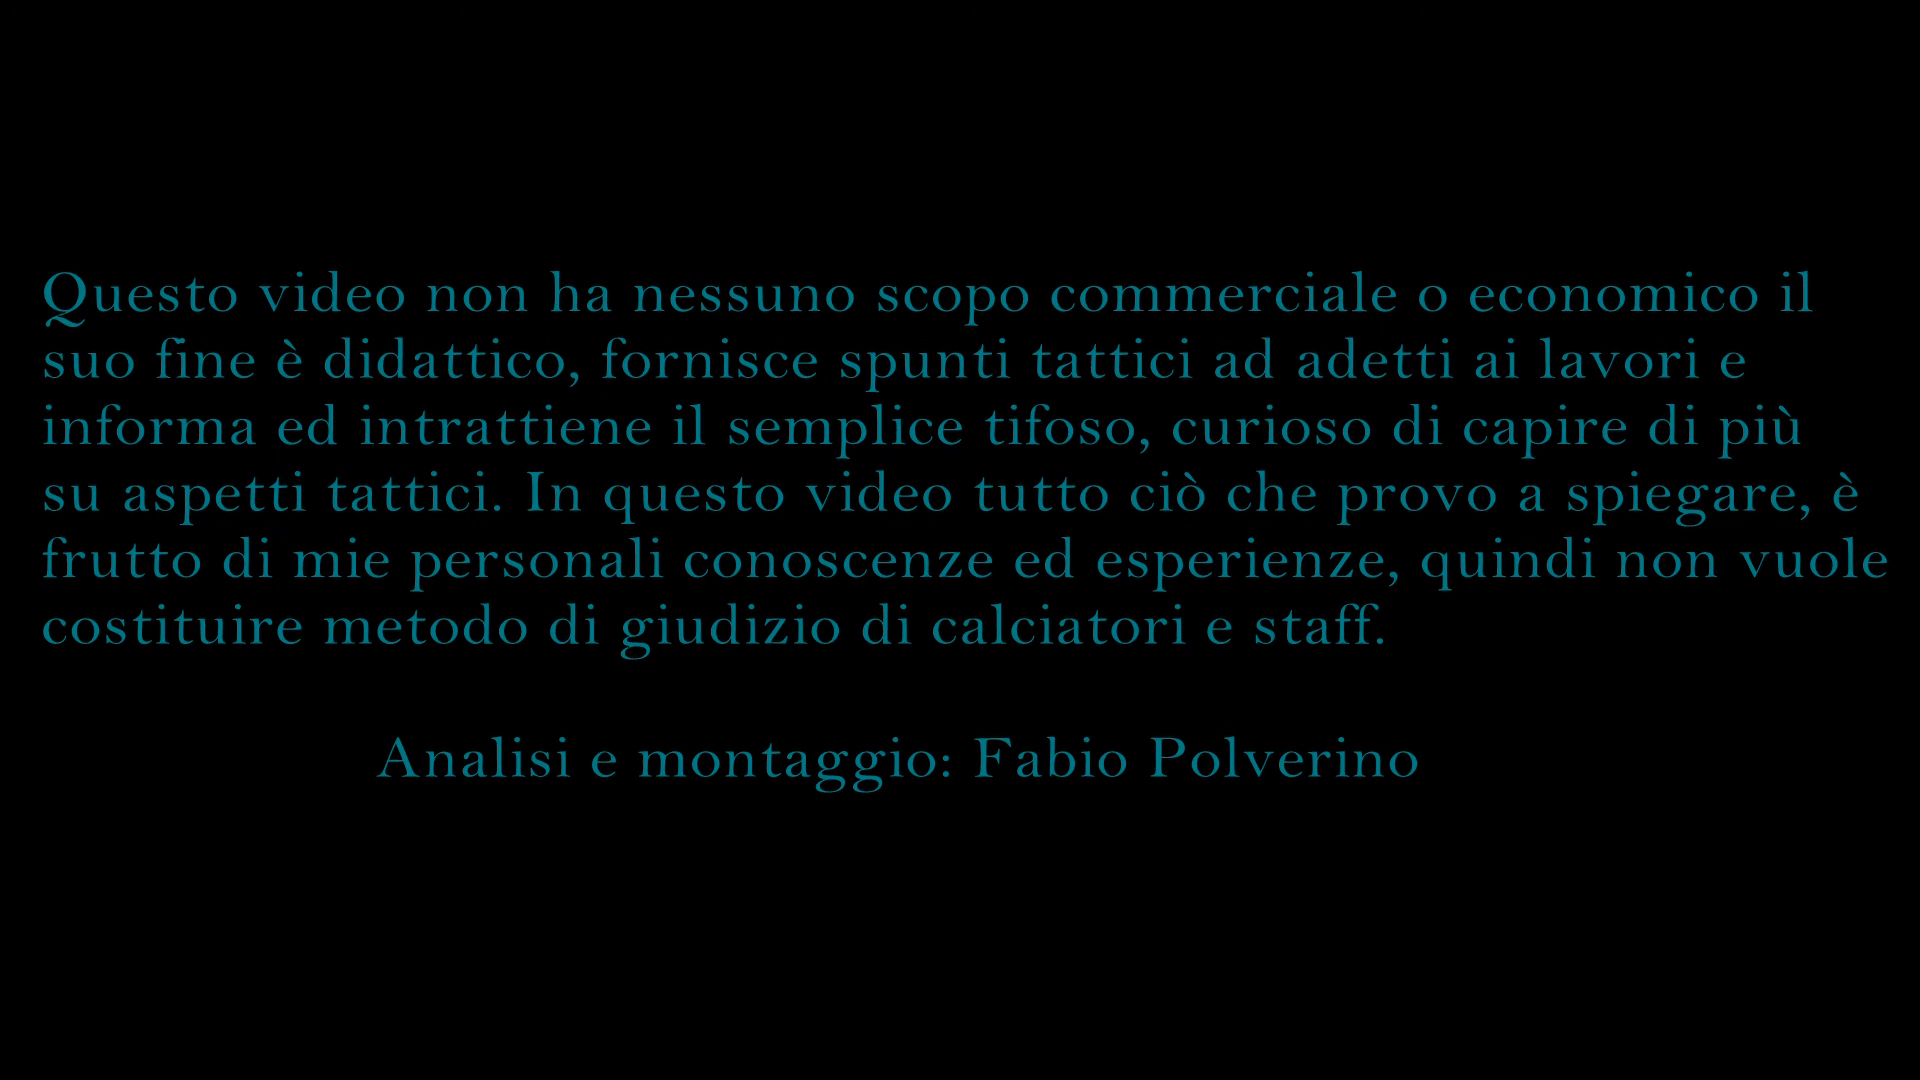 Questo video non ha nessuno scopo commerciale o economico il
suo fine è didattico, fornisce spunti tattici ad adetti ai lavori e
informa ed intrattiene il semplice tifoso, curioso di capire di più
su aspetti tattici. In questo video tutto ciò che provo a spiegare, è
frutto di mie personali conoscenze ed esperienze, quindi non vuole
costituire metodo di giudizio di calciatori e staff.
Analisi e montaggio: Fabio Polverino